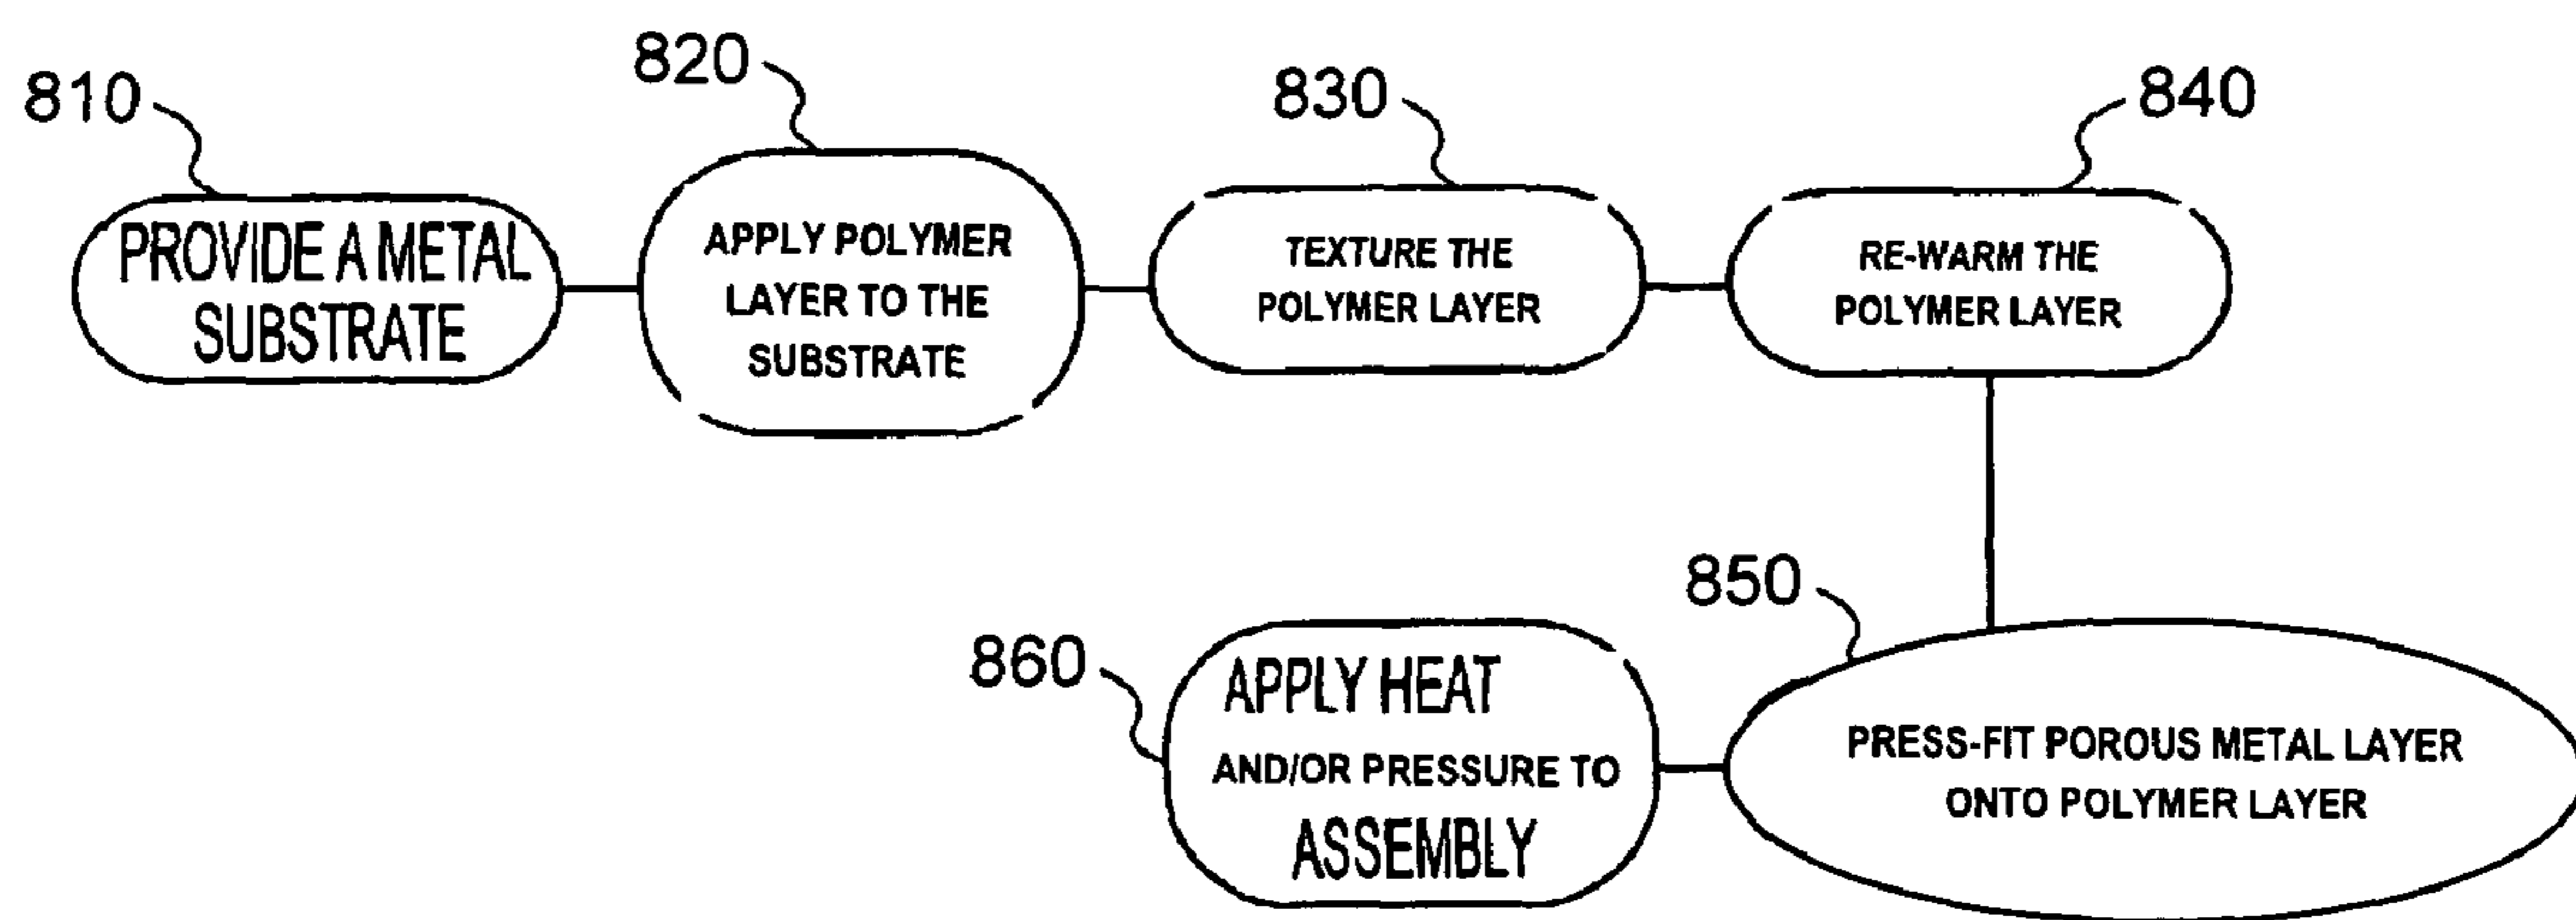 810
PROVIDE A METAL
SUBSTRATE
820
APPLY POLYMER
LAYER TO THE
SUBSTRATE
830
TEXTURE THE
POLYMER LAYER
840
RE-WARM THE
POLYMER LAYER
850
PRESS-FIT POROUS METAL LAYER
ONTO POLYMER LAYER
860
APPLY HEAT
AND/OR PRESSURE TO
ASSEMBLY